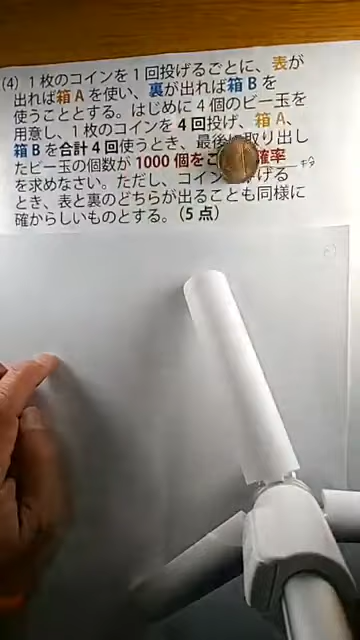 （4）1枚のコインを1回投げるごとに、表が
出れば箱Aを使い、裏が出れば箱Bを
使うこととする。はじめに4個のビー玉を
用意し、1枚のコインを4回投げ、箱A、
箱Bを合計4回使うとき、最後 取り出し
たビー玉の個数が1000個をこ 確率
を求めなさい。ただし、コイン げる
とき、表と裏のどちらが出ることも同様に
確からしいものとする。（5点）